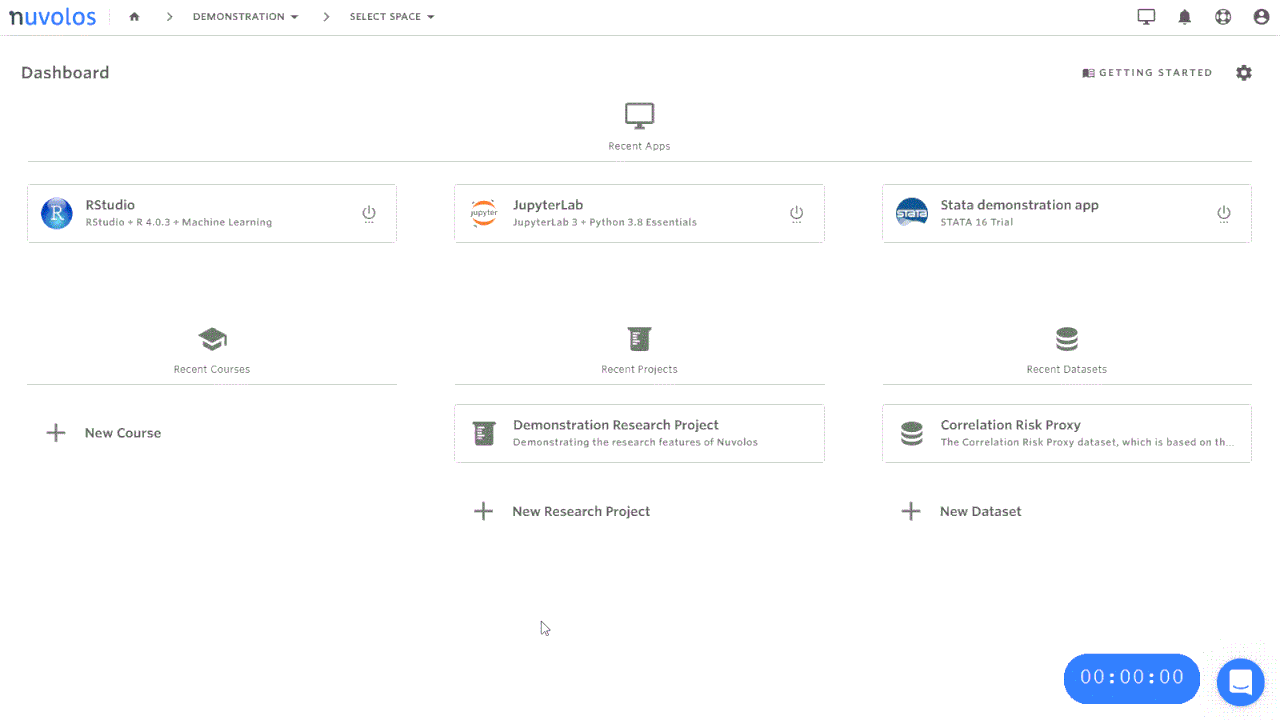 nuvolos
DEMONSTRATION
SELECT SPACE
Dashboard
GETTING STARTED
Recent Apps
R
RStudio
RStudio + R 4.0.3 + Machine Learning
jupyter
JupyterLab
JupyterLab 3 + Python 3.8 Essentials
STATA
Stata demonstration app
STATA 16 Trial
Recent Courses
Recent Projects
Recent Datasets
New Course
Demonstration Research Project
Demonstrating the research features of Nuvolos
Correlation Risk Proxy
The Correlation Risk Proxy dataset, which is based on th...
New Research Project
New Dataset
00:00:00